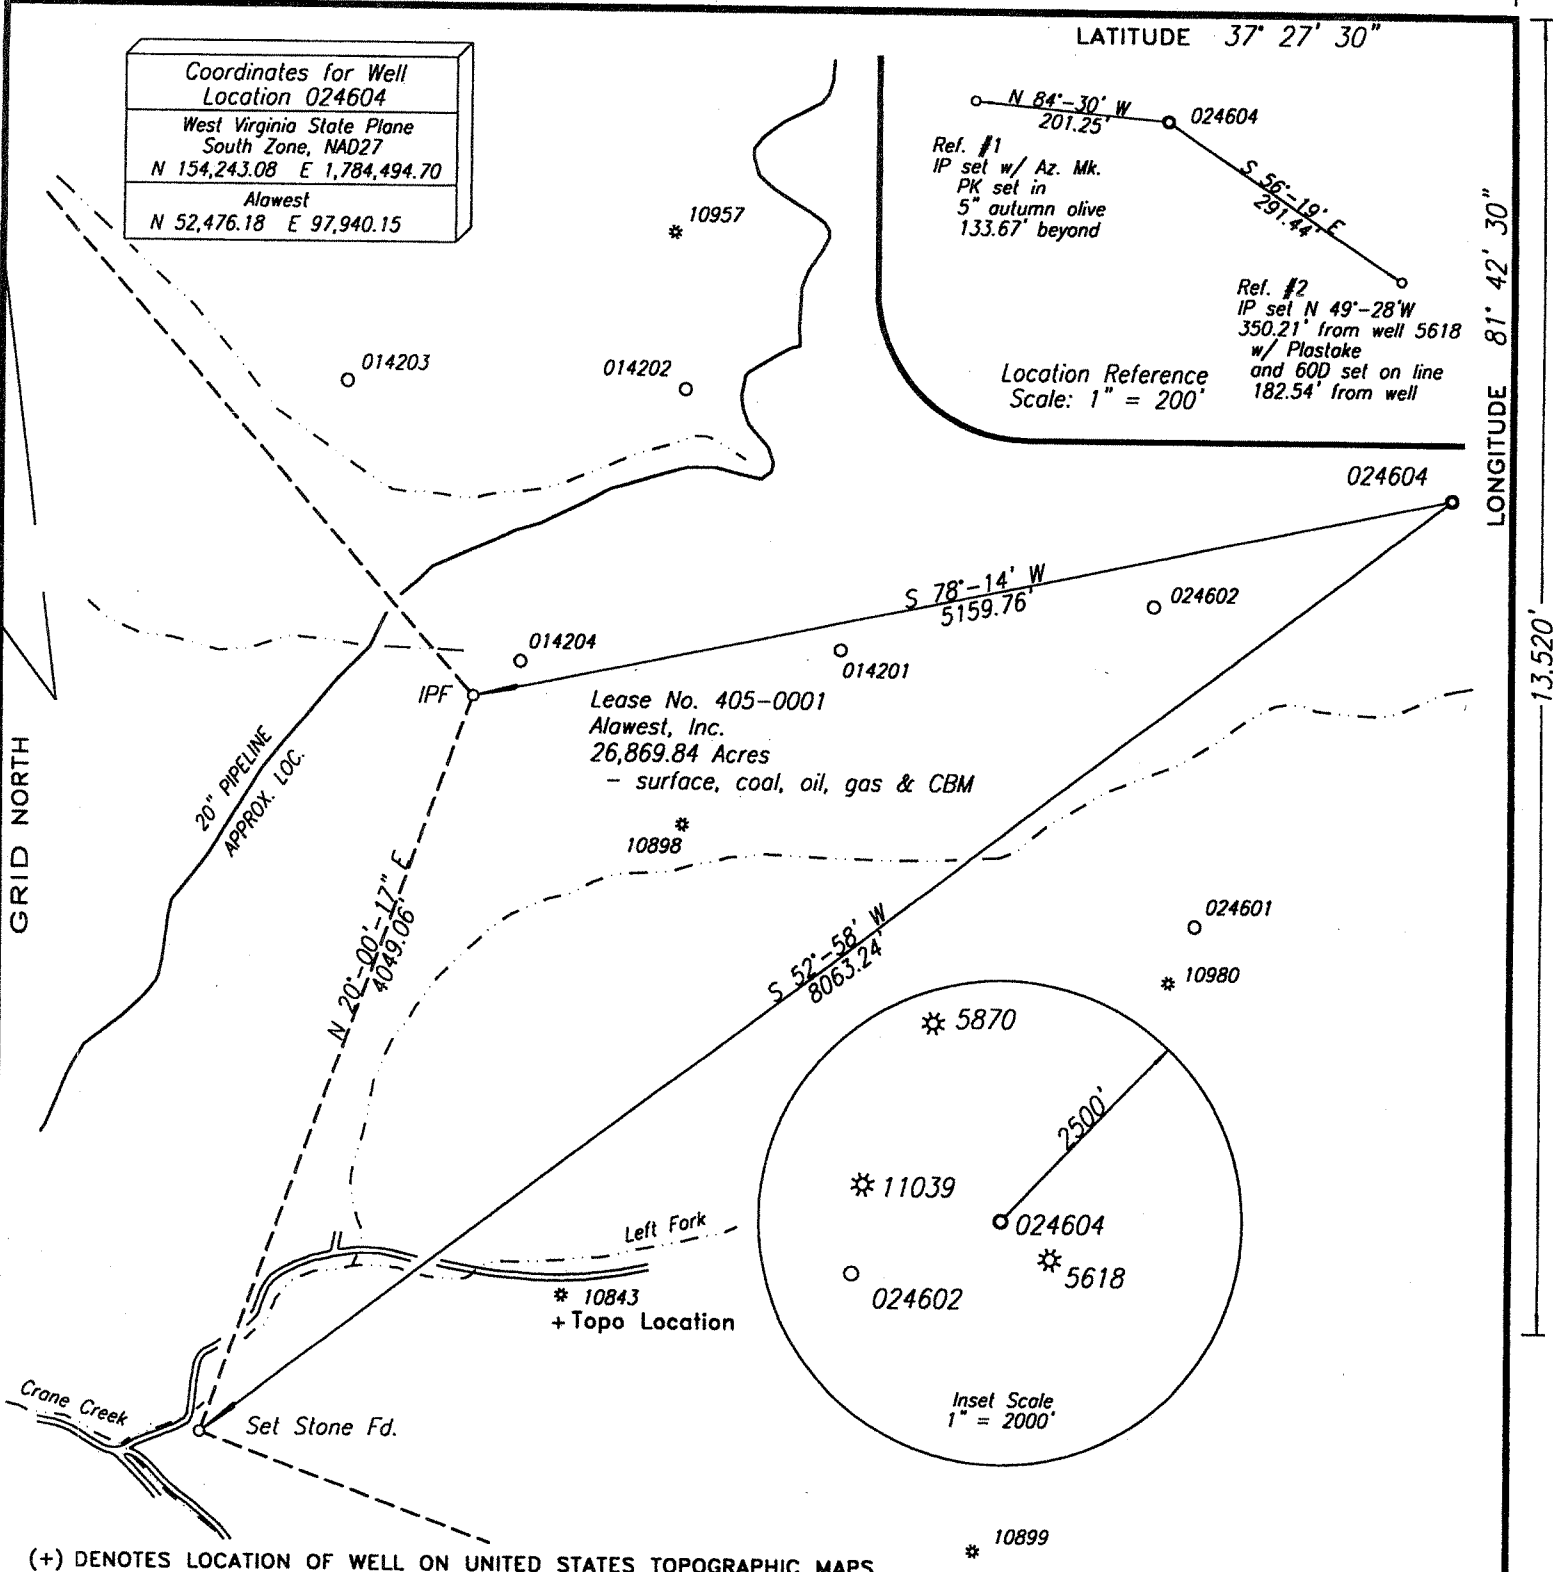 LATITUDE 37° 27' 30"
Coordinates for Well
Location 024604
West Virginia State Plane
South Zone, NAD27
N 154,243.08 E 1,784,494.70
Alawest
N 52,476.18 E 97,940.15
N 84°-30' W
201.25'
024604
Ref. #1
IP set w/ Az. Mk.
PK set in
5" autumn olive
133.67' beyond
S 56°-19' E
291.44'
Ref. #2
IP set N 49°-28'W
350.21' from well 5618
w/ Plastake
and 60D set on line
182.54' from well
Location Reference
Scale: 1" = 200'
LONGITUDE 81° 42' 30"
13.520'
10957
014203
014202
024604
S 78°-14' W
5159.76'
024602
014204
014201
IPF
Lease No. 405-0001
Alawest, Inc.
26,869.84 Acres
- surface, coal, oil, gas & CBM
20" PIPELINE
APPROX. LOC.
GRID NORTH
10898
N 20°-00'-17" E
4049.06'
S 52°-58' W
8063.24'
024601
10980
5870
2500'
11039
024604
5618
024602
Inset Scale
1" = 2000'
Left Fork
10843
+ Topo Location
Crane Creek
Set Stone Fd.
10899
(+) DENOTES LOCATION OF WELL ON UNITED STATES TOPOGRAPHIC MAPS